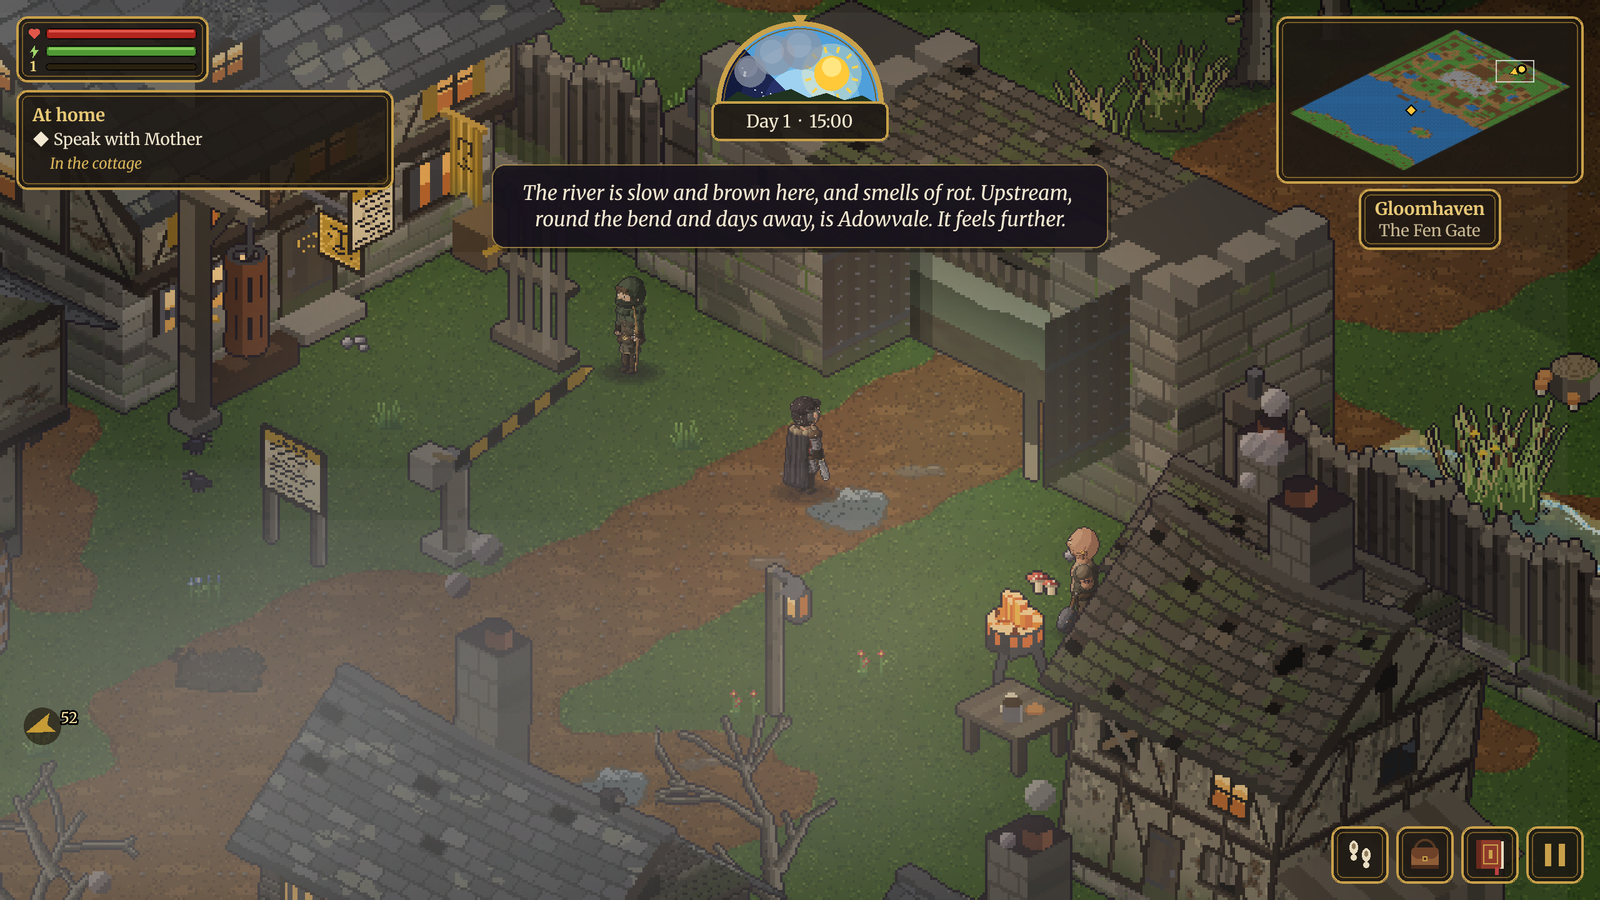 1
At home
Speak with Mother
In the cottage
Day 1 · 15:00
The river is slow and brown here, and smells of rot. Upstream,
round the bend and days away, is Adowvale. It feels further.
Gloomhaven
The Fen Gate
52